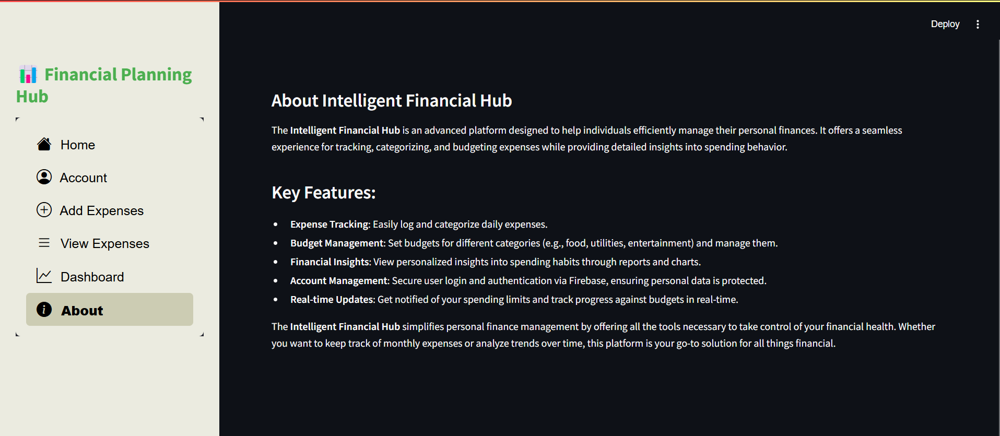 Deploy
Financial Planning
Hub
Home
Account
Add Expenses
View Expenses
Dashboard
About
About Intelligent Financial Hub
The Intelligent Financial Hub is an advanced platform designed to help individuals efficiently manage their personal finances. It offers a seamless
experience for tracking, categorizing, and budgeting expenses while providing detailed insights into spending behavior.
Key Features:
• Expense Tracking: Easily log and categorize daily expenses.
• Budget Management: Set budgets for different categories (e.g., food, utilities, entertainment) and manage them.
• Financial Insights: View personalized insights into spending habits through reports and charts.
• Account Management: Secure user login and authentication via Firebase, ensuring personal data is protected.
• Real-time Updates: Get notified of your spending limits and track progress against budgets in real-time.
The Intelligent Financial Hub simplifies personal finance management by offering all the tools necessary to take control of your financial health. Whether
you want to keep track of monthly expenses or analyze trends over time, this platform is your go-to solution for all things financial.